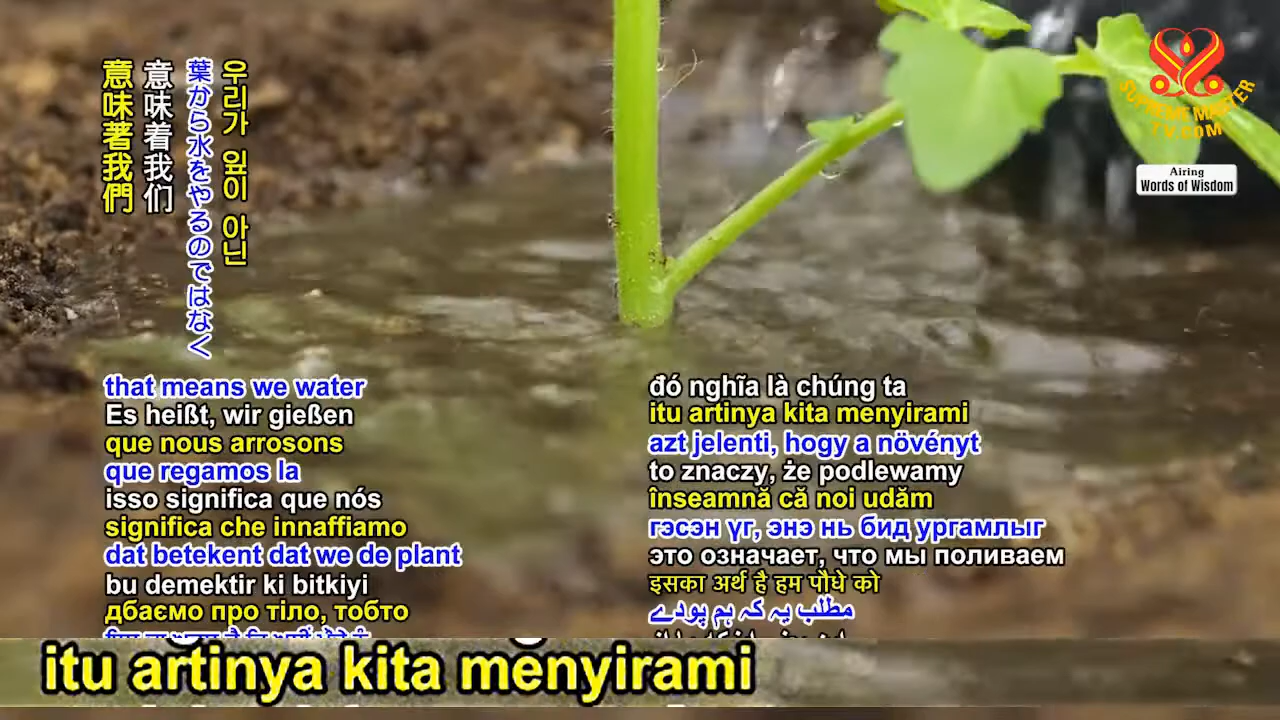 意味著我們
意味着我们
葉から水をやるのではなく
우리가 잎이 아닌
SUPREME MASTER
TV.COM
Airing
Words of Wisdom
that means we water
Es heißt, wir gießen
que nous arrosons
que regamos la
isso significa que nós
significa che innaffiamo
dat betekent dat we de plant
bu demektir ki bitkiyi
дбаємо про тіло, тобто
đó nghĩa là chúng ta
itu artinya kita menyirami
azt jelenti, hogy a növényt
to znaczy, że podlewamy
înseamnă că noi udăm
гэсэн үг, энэ нь бид ургамлыг
это означает, что мы поливаем
इसका अर्थ है हम पौधे को
مطلب یہ کہ ہم پودے
itu artinya kita menyirami